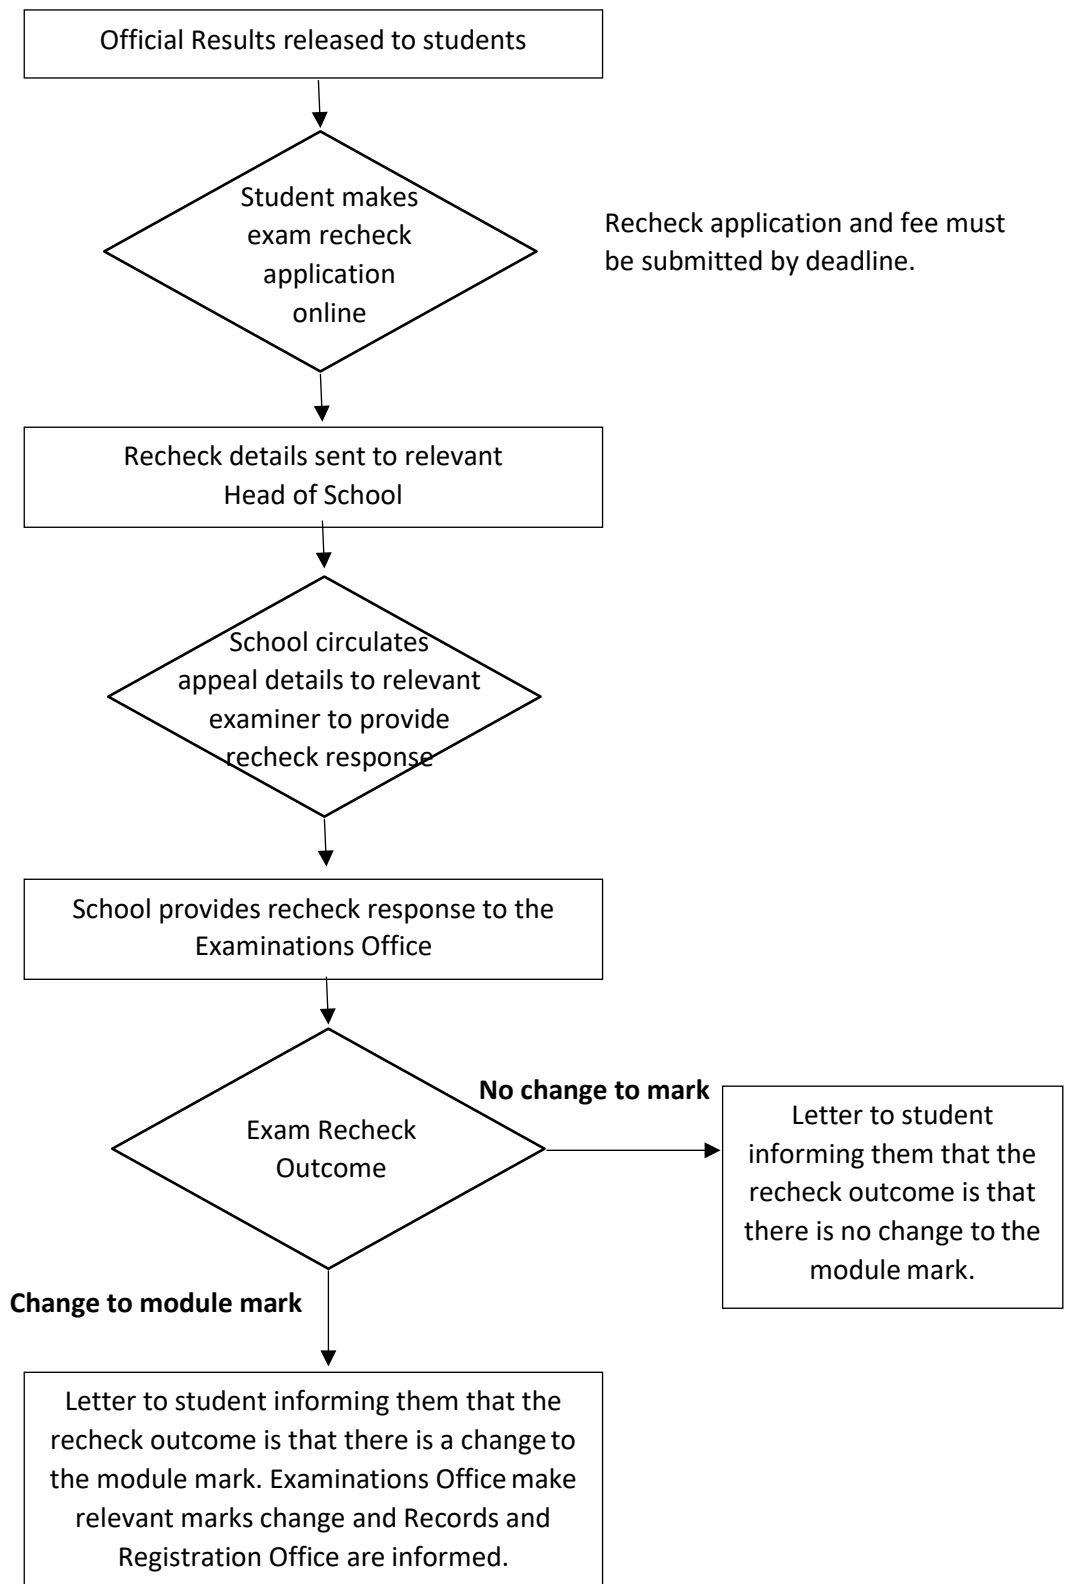 Official Results released to students
Student makes
exam recheck
application
online
Recheck application and fee must
be submitted by deadline.
Recheck details sent to relevant
Head of School
School circulates
appeal details to relevant
examiner to provide
recheck response
School provides recheck response to the
Examinations Office
Exam Recheck
Outcome
No change to mark
Letter to student
informing them that the
recheck outcome is that
there is no change to the
module mark.
Change to module mark
Letter to student informing them that the
recheck outcome is that there is a change to
the module mark. Examinations Office make
relevant marks change and Records and
Registration Office are informed.